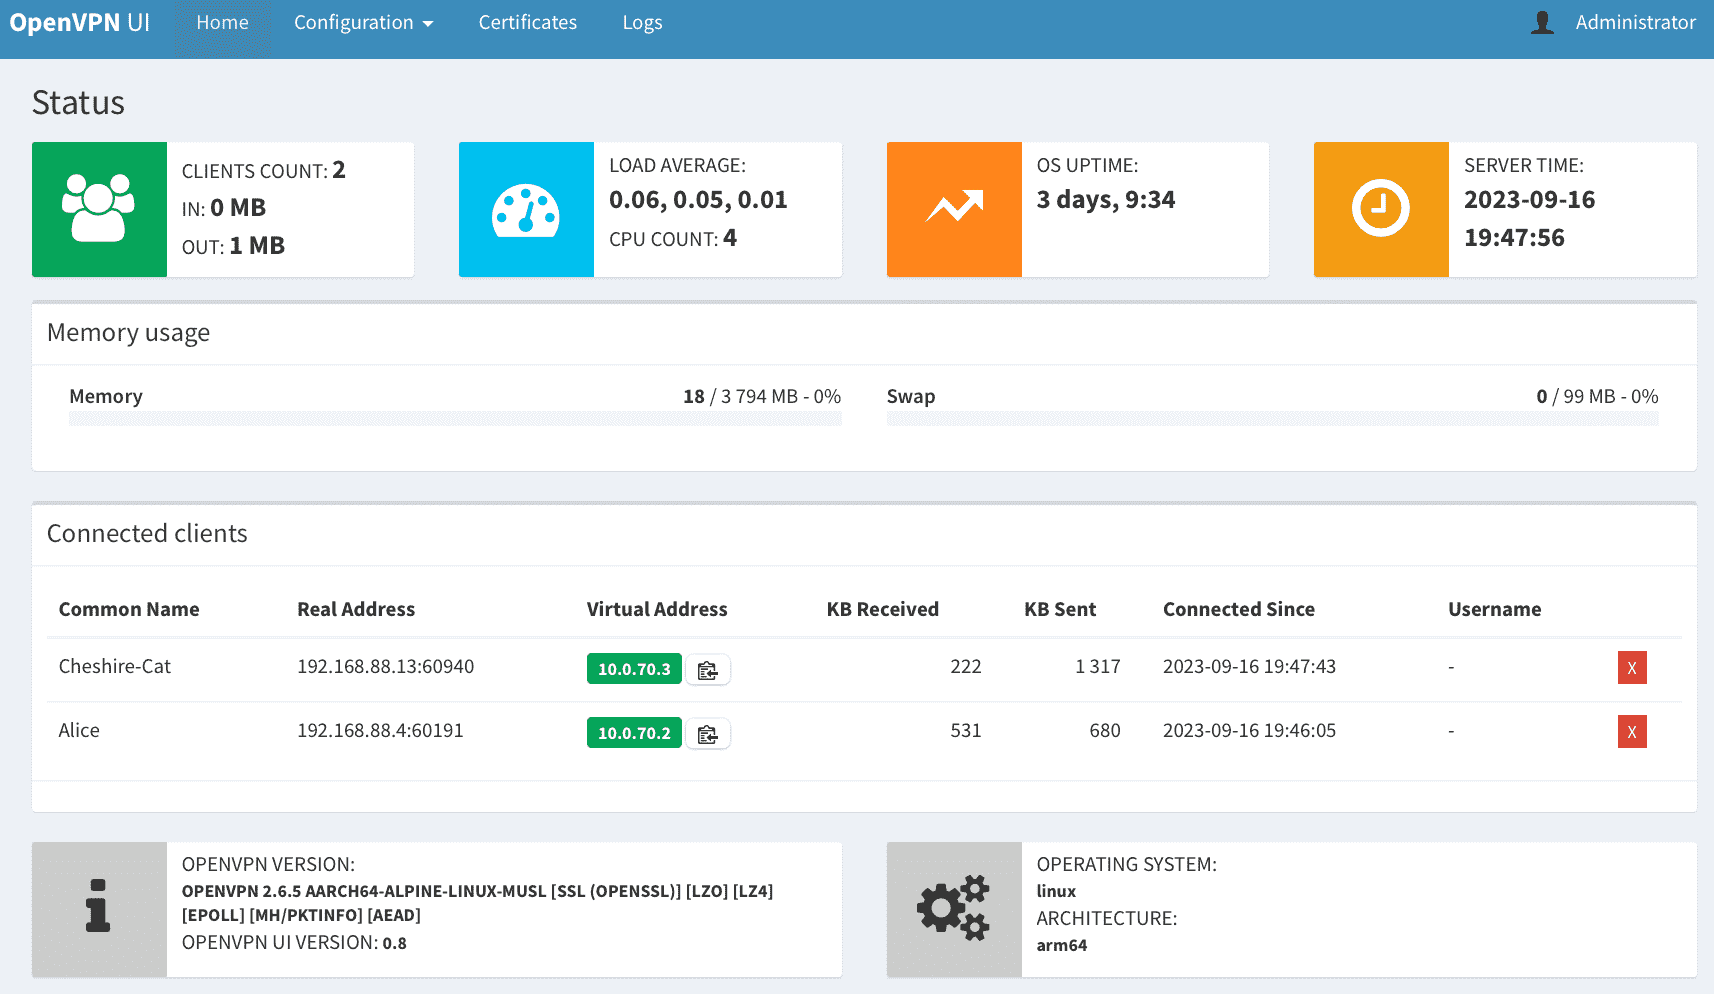 OpenVPN UI Home Configuration Certificates Logs Administrator
Status
CLIENTS COUNT: 2
IN: 0 MB
OUT: 1 MB
LOAD AVERAGE:
0.06, 0.05, 0.01
CPU COUNT: 4
OS UPTIME:
3 days, 9:34
SERVER TIME:
2023-09-16
19:47:56
Memory usage
Memory 18 / 3 794 MB - 0%
Swap 0 / 99 MB - 0%
Connected clients
Common Name Real Address Virtual Address KB Received KB Sent Connected Since Username
Cheshire-Cat 192.168.88.13:60940 10.0.70.3 222 1 317 2023-09-16 19:47:43 - X
Alice 192.168.88.4:60191 10.0.70.2 531 680 2023-09-16 19:46:05 - X
OPENVPN VERSION:
OPENVPN 2.6.5 AARCH64-ALPINE-LINUX-MUSL [SSL (OPENSSL)] [LZO] [LZ4]
[EPOLL] [MH/PKTINFO] [AEAD]
OPENVPN UI VERSION: 0.8
OPERATING SYSTEM:
linux
ARCHITECTURE:
arm64